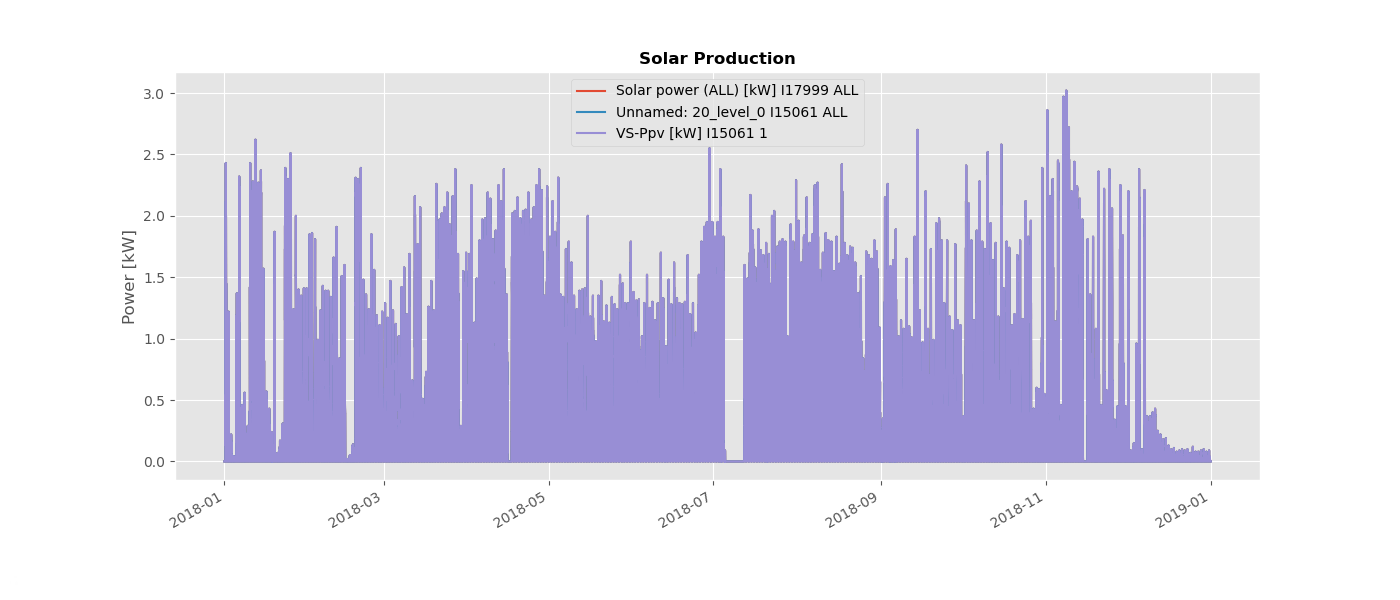 Solar Production
Solar power (ALL) [kW] I17999 ALL
Unnamed: 20_level_0 I15061 ALL
VS-Ppv [kW] I15061 1
Power [kW]
3.0
2.5
2.0
1.5
1.0
0.5
0.0
2018-01
2018-03
2018-05
2018-07
2018-09
2018-11
2019-01